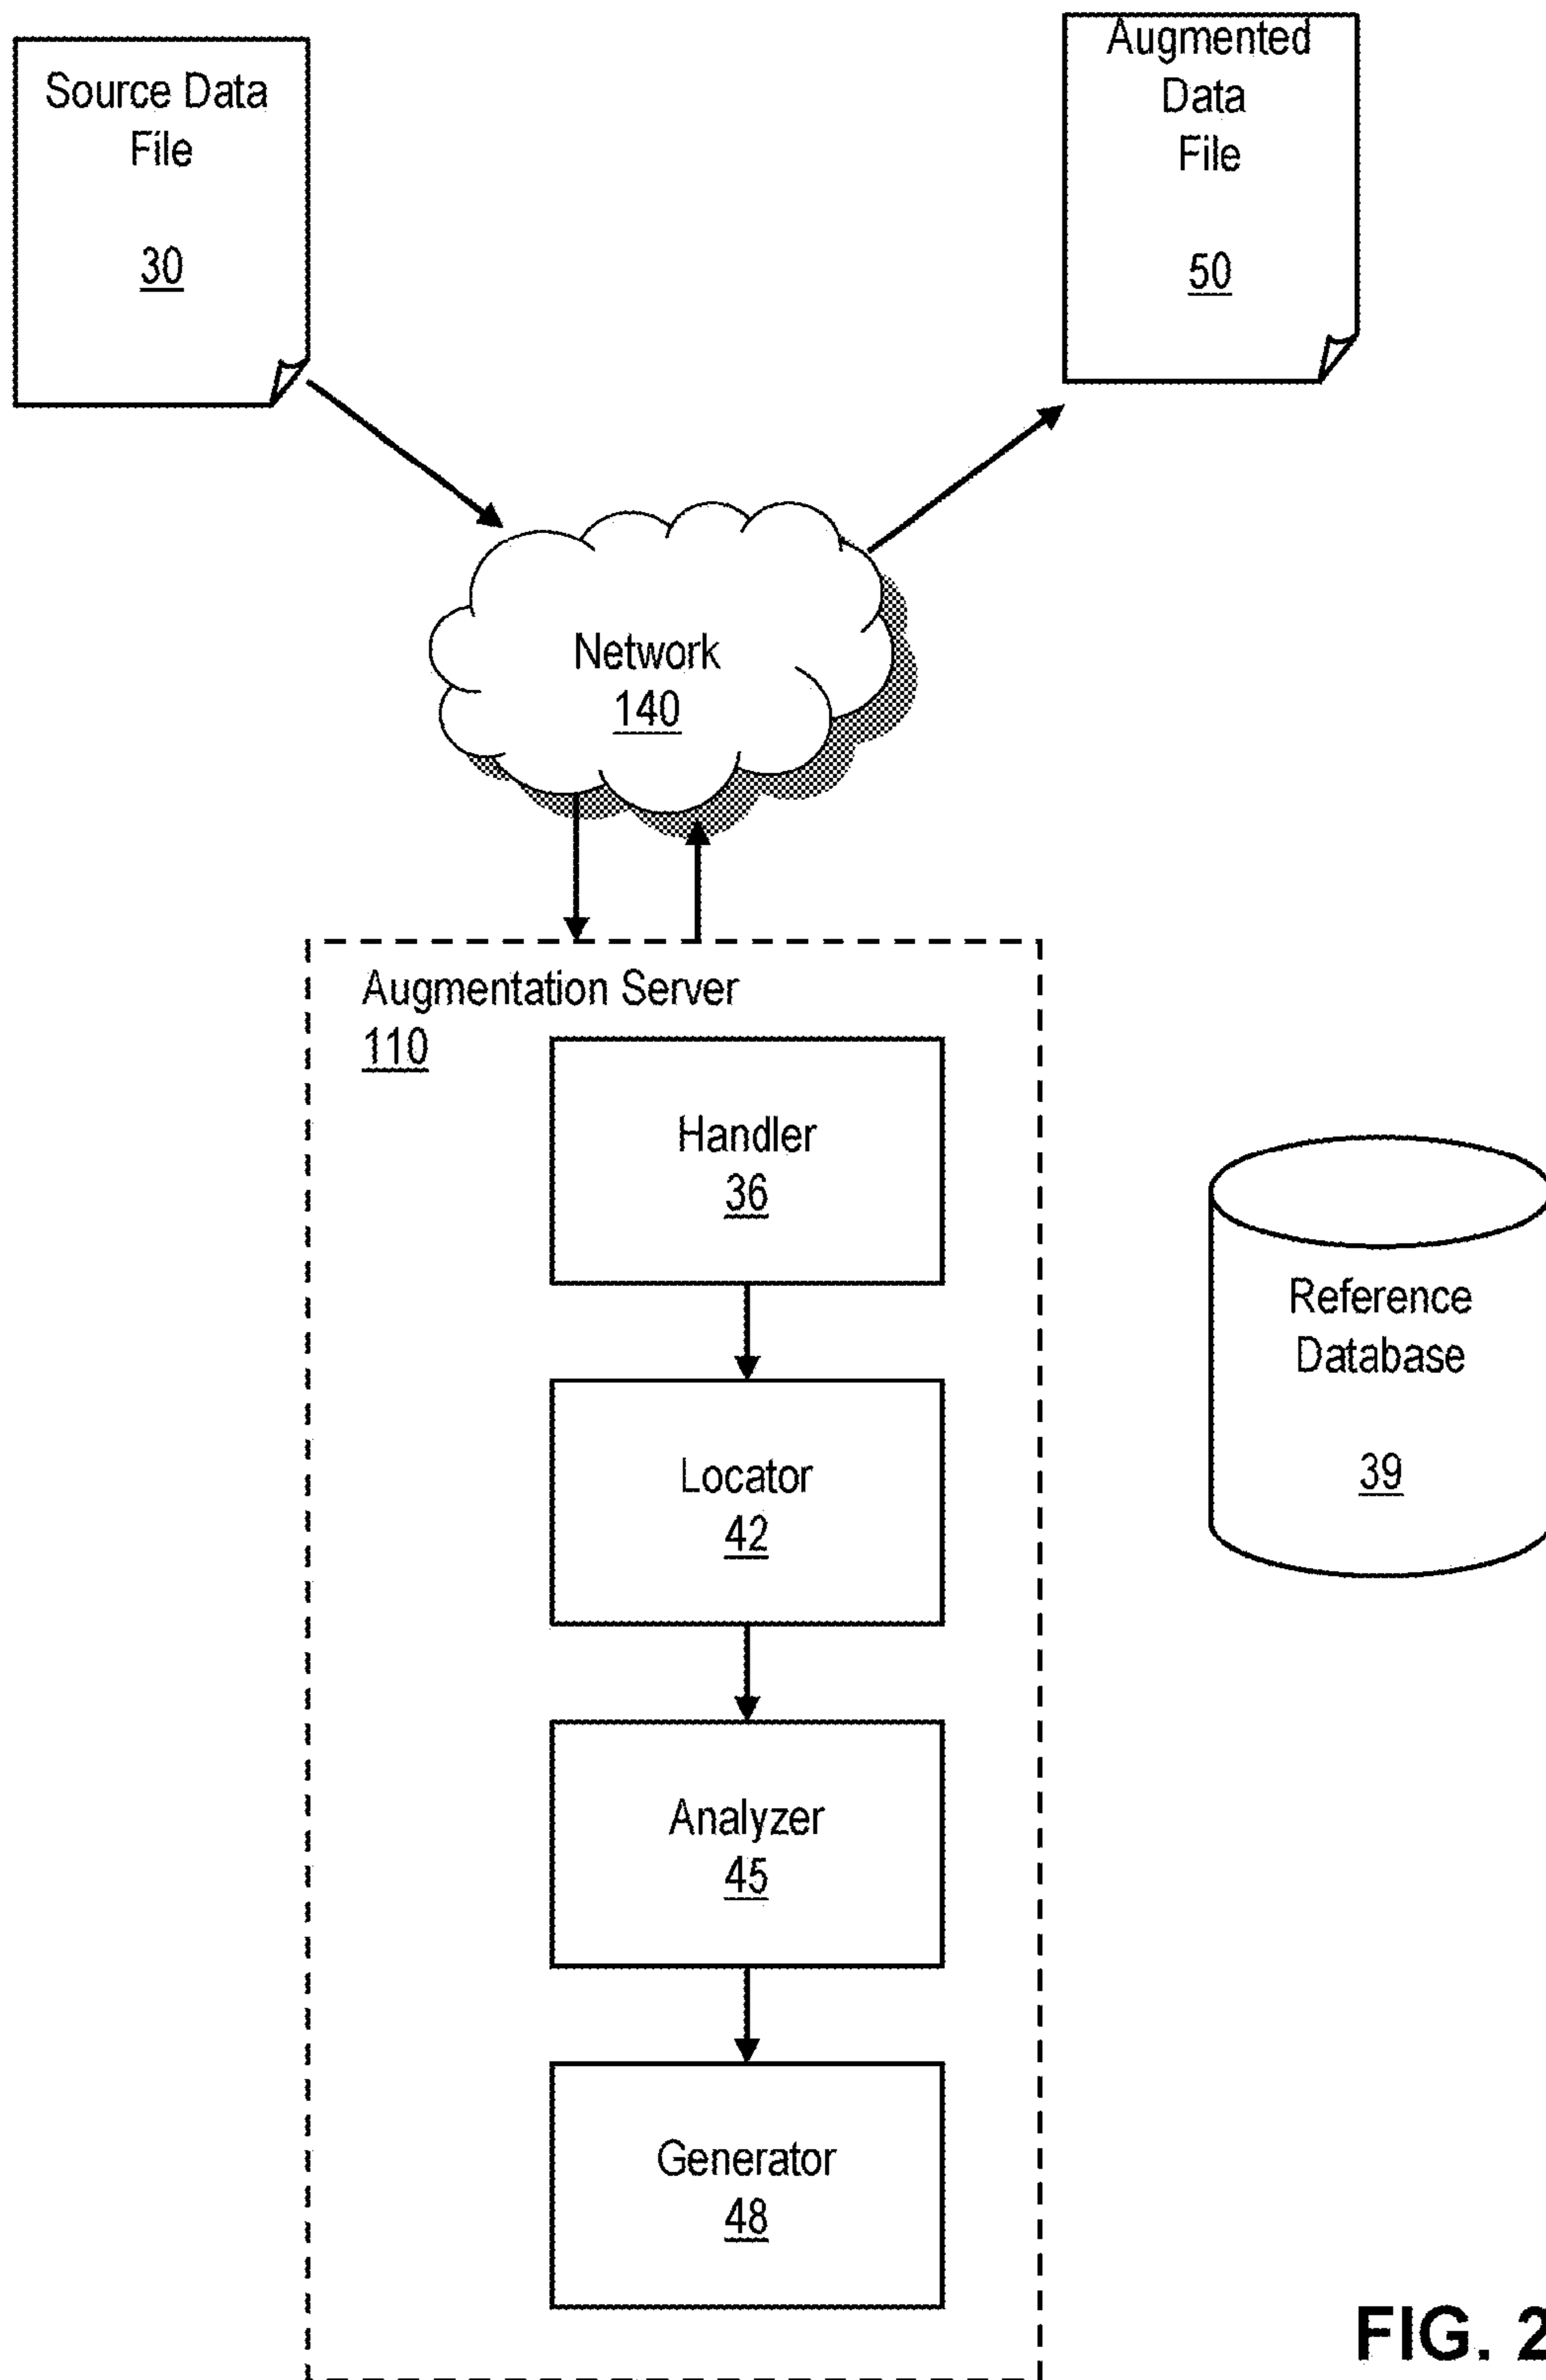 Source Data
File
30
Augmented
Data
File
50
Network
140
Augmentation Server
110
Handler
36
Locator
42
Reference
Database
39
Analyzer
45
Generator
48
FIG. 2